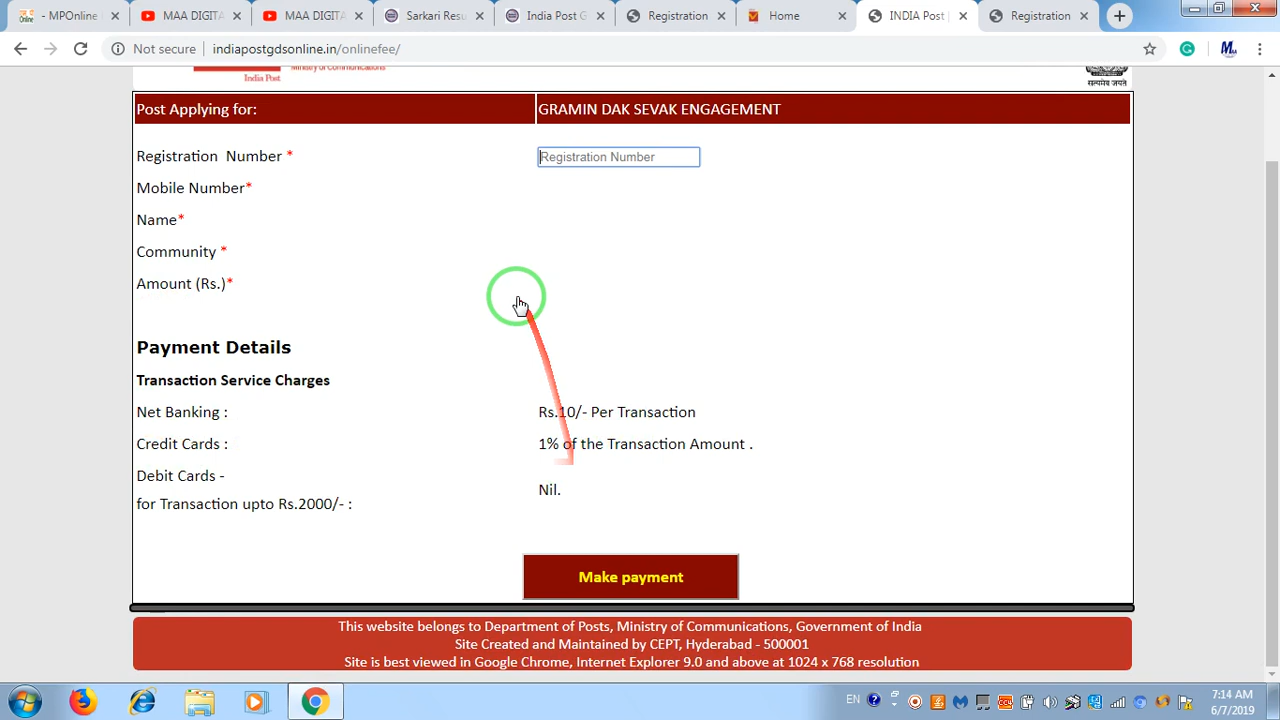 - MPOnline
MAA DIGITA
MAA DIGITA
Sarkari Resu
India Post G
Registration
Home
INDIA Post
Registration
Not secure
indiapostgdsonline.in/onlinefee/
India Post
Ministry of Communications
सत्यमेव जयते
Post Applying for:
GRAMIN DAK SEVAK ENGAGEMENT
Registration Number *
Registration Number
Mobile Number*
Name*
Community *
Amount (Rs.)*
Payment Details
Transaction Service Charges
Net Banking :
Rs.10/- Per Transaction
Credit Cards :
1% of the Transaction Amount .
Debit Cards -
for Transaction upto Rs.2000/- :
Nil.
Make payment
This website belongs to Department of Posts, Ministry of Communications, Government of India
Site Created and Maintained by CEPT, Hyderabad - 500001
Site is best viewed in Google Chrome, Internet Explorer 9.0 and above at 1024 x 768 resolution
EN
7:14 AM
6/7/2019